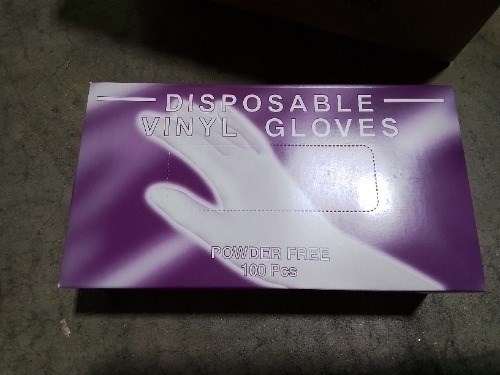 DISPOSABLE
VINYL GLOVES
POWDER FREE
100 Pcs